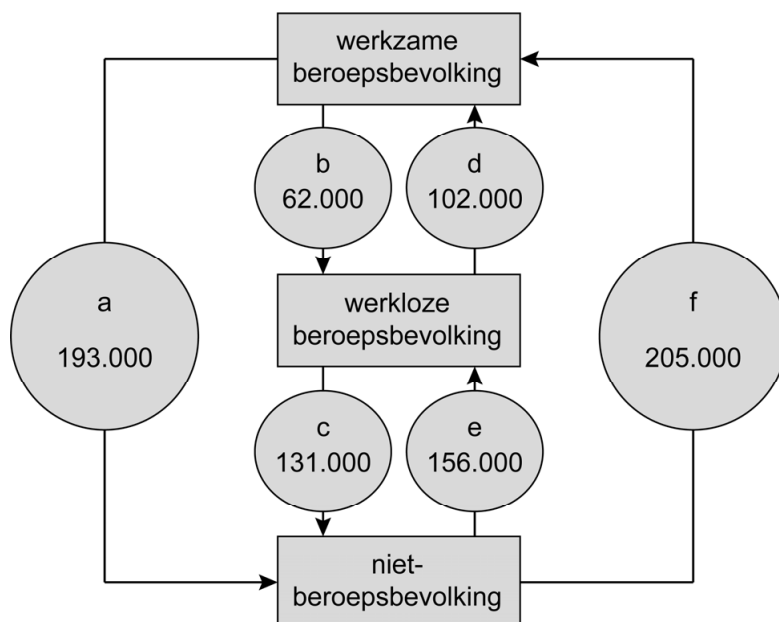 werkzame
beroepsbevolking
b
62.000
d
102.000
a
193.000
werkloze
beroepsbevolking
f
205.000
c
131.000
e
156.000
niet-
beroepsbevolking